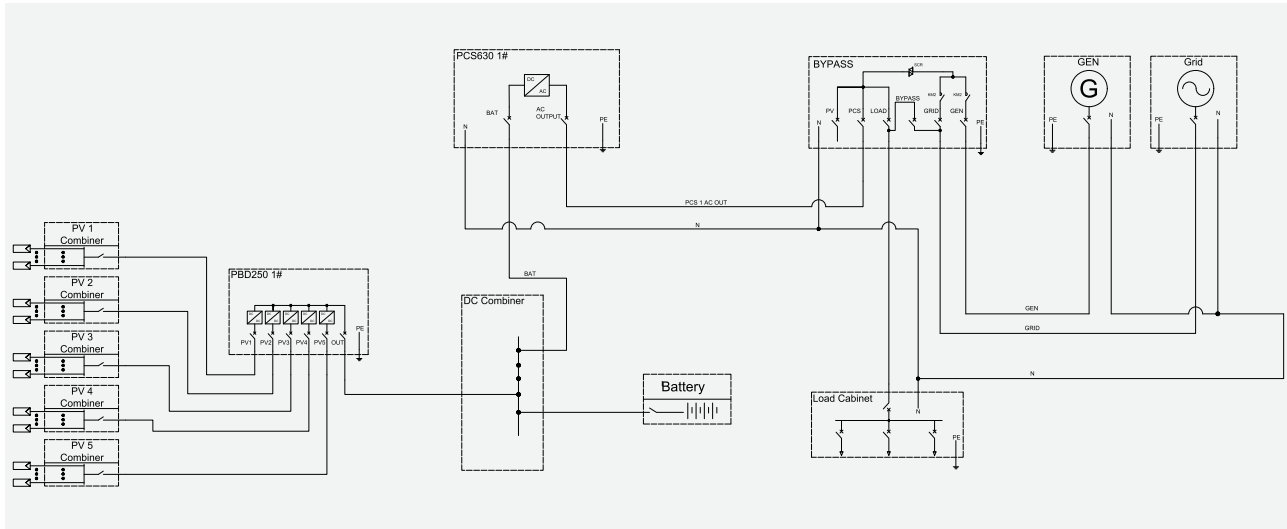 PCS630 1#
DC
AC
BAT
AC
OUTPUT
N
PE
BYPASS
SCR
KM2
KM2
BYPASS
PV
PCS
LOAD
GRID
GEN
N
PE
GEN
G
PE
N
Grid
PE
N
PCS 1 AC OUT
N
PV 1
Combiner
PV 2
Combiner
PV 3
Combiner
PV 4
Combiner
PV 5
Combiner
PBD250 1#
PE
PV1
PV2
PV3
PV4
PV5
OUT
BAT
DC Combiner
GEN
GRID
N
Battery
Load Cabinet
N
PE